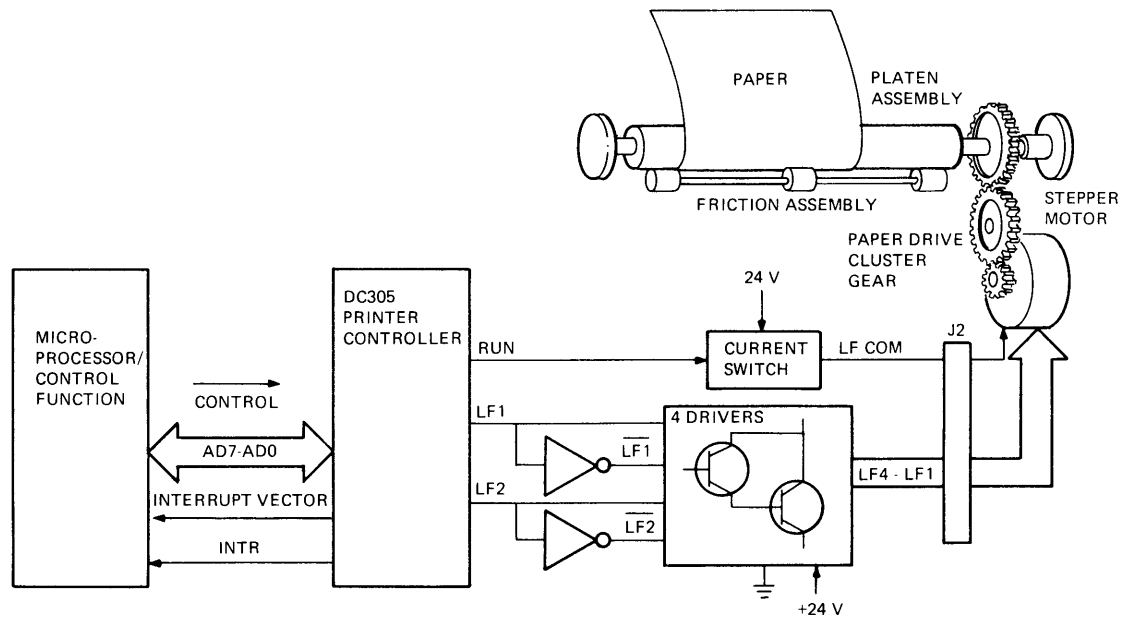 PAPER
PLATEN
ASSEMBLY
FRICTION ASSEMBLY
STEPPER
MOTOR
PAPER DRIVE
CLUSTER
GEAR
MICRO-
PROCESSOR/
CONTROL
FUNCTION
CONTROL
AD7-AD0
INTERRUPT VECTOR
INTR
DC305
PRINTER
CONTROLLER
RUN
24 V
CURRENT
SWITCH
LF COM
J2
LF1
L̅F̅1̅
LF2
L̅F̅2̅
4 DRIVERS
LF4 - LF1
+24 V